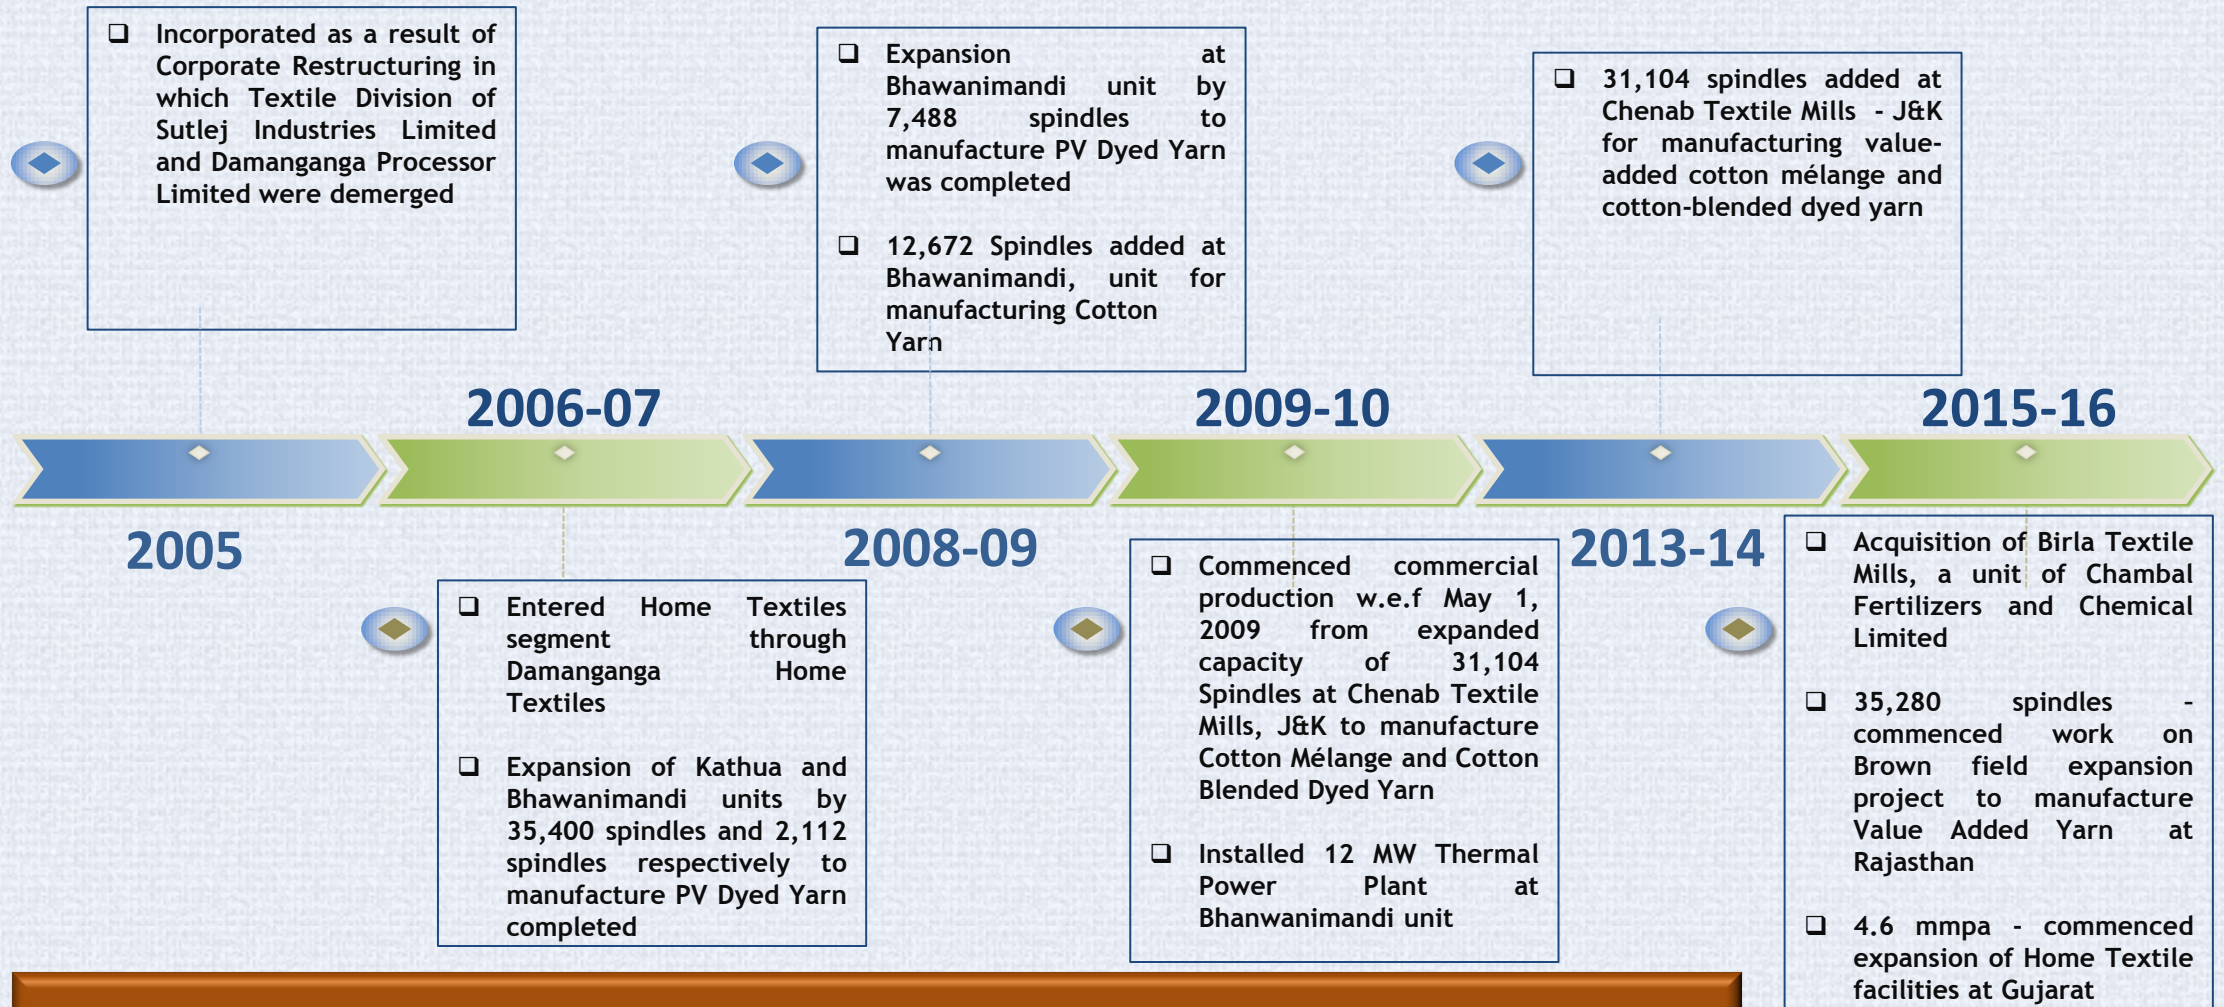 ❑ Incorporated as a result of
Corporate Restructuring in
which Textile Division of
Sutlej Industries Limited
and Damanganga Processor
Limited were demerged
❑ Expansion at
Bhawanimandi unit by
7,488 spindles to
manufacture PV Dyed Yarn
was completed
❑ 12,672 Spindles added at
Bhawanimandi, unit for
manufacturing Cotton
Yarn
❑ 31,104 spindles added at
Chenab Textile Mills - J&K
for manufacturing value-
added cotton mélange and
cotton-blended dyed yarn
2006-07
2009-10
2015-16
2005
2008-09
2013-14
❑ Entered Home Textiles
segment through
Damanganga Home
Textiles
❑ Expansion of Kathua and
Bhawanimandi units by
35,400 spindles and 2,112
spindles respectively to
manufacture PV Dyed Yarn
completed
❑ Commenced commercial
production w.e.f May 1,
2009 from expanded
capacity of 31,104
Spindles at Chenab Textile
Mills, J&K to manufacture
Cotton Mélange and Cotton
Blended Dyed Yarn
❑ Installed 12 MW Thermal
Power Plant at
Bhanwanimandi unit
❑ Acquisition of Birla Textile
Mills, a unit of Chambal
Fertilizers and Chemical
Limited
❑ 35,280 spindles –
commenced work on
Brown field expansion
project to manufacture
Value Added Yarn at
Rajasthan
❑ 4.6 mmpa - commenced
expansion of Home Textile
facilities at Gujarat